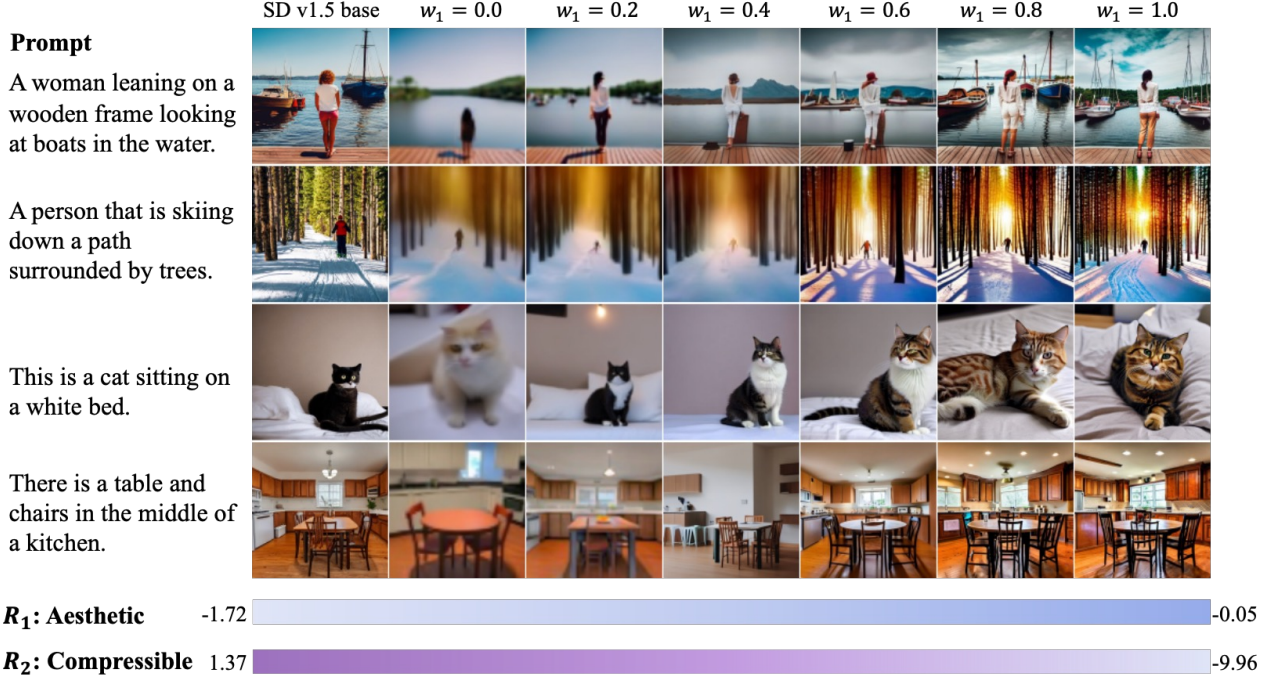 SD v1.5 base w₁ = 0.0 w₁ = 0.2 w₁ = 0.4 w₁ = 0.6 w₁ = 0.8 w₁ = 1.0
Prompt
A woman leaning on a
wooden frame looking
at boats in the water.
A person that is skiing
down a path
surrounded by trees.
This is a cat sitting on
a white bed.
There is a table and
chairs in the middle of
a kitchen.
R₁: Aesthetic -1.72 -0.05
R₂: Compressible 1.37 -9.96